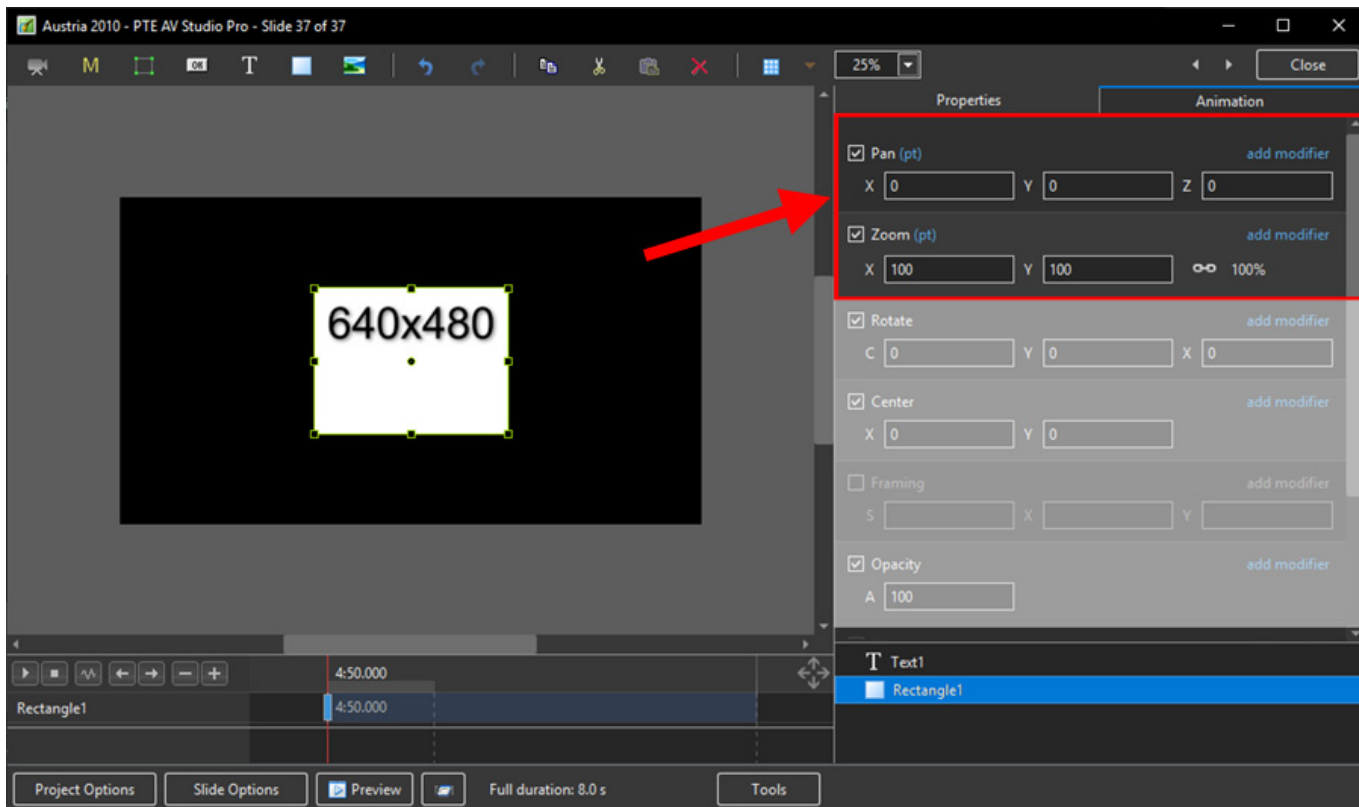 Austria 2010 - PTE AV Studio Pro - Slide 37 of 37
M OK T 25% Close
Properties Animation
Pan (pt) add modifier
X 0 Y 0 Z 0
Zoom (pt) add modifier
X 100 Y 100 100%
640x480
Rotate add modifier
C 0 Y 0 X 0
Center add modifier
X 0 Y 0
Framing add modifier
S X Y
Opacity add modifier
A 100
4:50.000
T Text1
Rectangle1
Rectangle1 4:50.000
Project Options Slide Options Preview Full duration: 8.0 s Tools